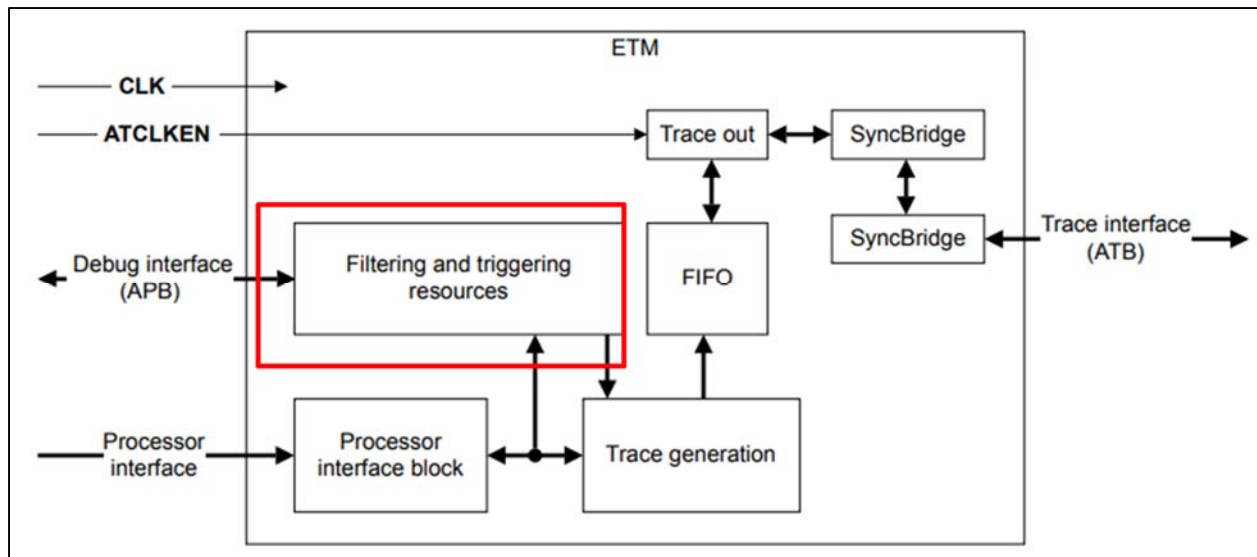 ETM
CLK
ATCLKEN
Trace out
SyncBridge
SyncBridge
Trace interface
(ATB)
Debug interface
(APB)
Filtering and triggering
resources
FIFO
Processor
interface
Processor
interface block
Trace generation